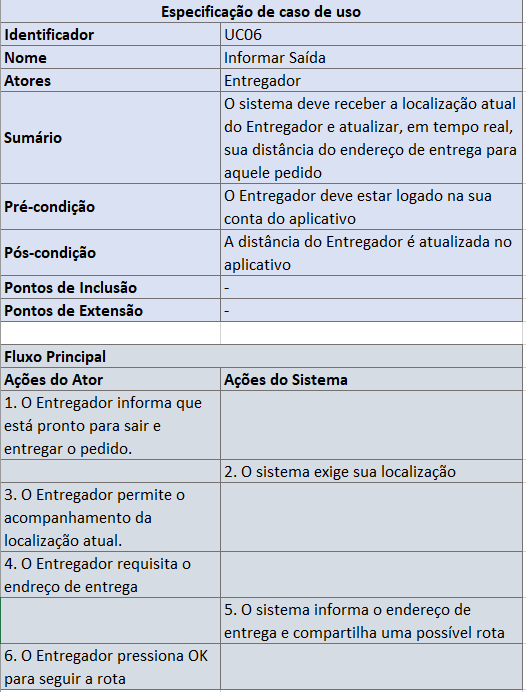 Especificação de caso de uso
Identificador UC06
Nome Informar Saída
Atores Entregador
Sumário
O sistema deve receber a localização atual
do Entregador e atualizar, em tempo real,
sua distância do endereço de entrega para
aquele pedido
Pré-condição
O Entregador deve estar logado na sua
conta do aplicativo
Pós-condição
A distância do Entregador é atualizada no
aplicativo
Pontos de Inclusão -
Pontos de Extensão -
Fluxo Principal
Ações do Ator Ações do Sistema
1. O Entregador informa que
está pronto para sair e
entregar o pedido.
2. O sistema exige sua localização
3. O Entregador permite o
acompanhamento da
localização atual.
4. O Entregador requisita o
endreço de entrega
5. O sistema informa o endereço de
entrega e compartilha uma possível rota
6. O Entregador pressiona OK
para seguir a rota